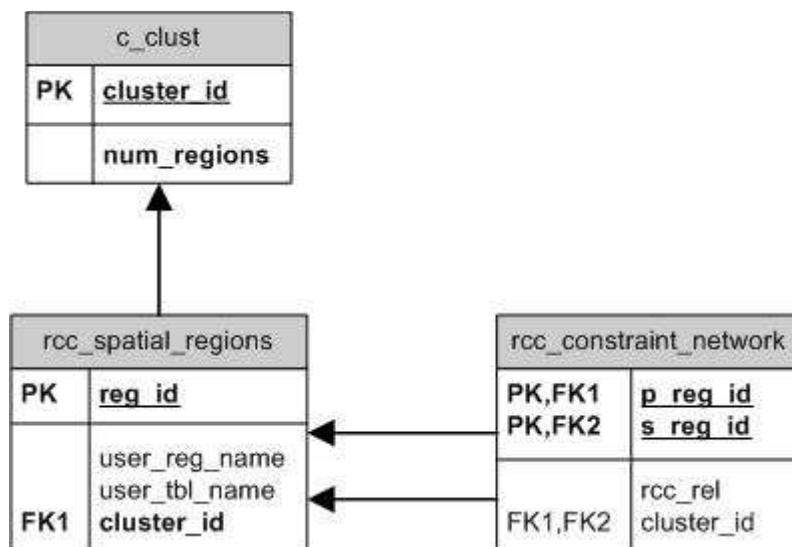 c_clust
PK cluster_id
num_regions
rcc_spatial_regions
PK reg_id
user_reg_name
user_tbl_name
FK1 cluster_id
rcc_constraint_network
PK,FK1 p_reg_id
PK,FK2 s_reg_id
rcc_rel
FK1,FK2 cluster_id